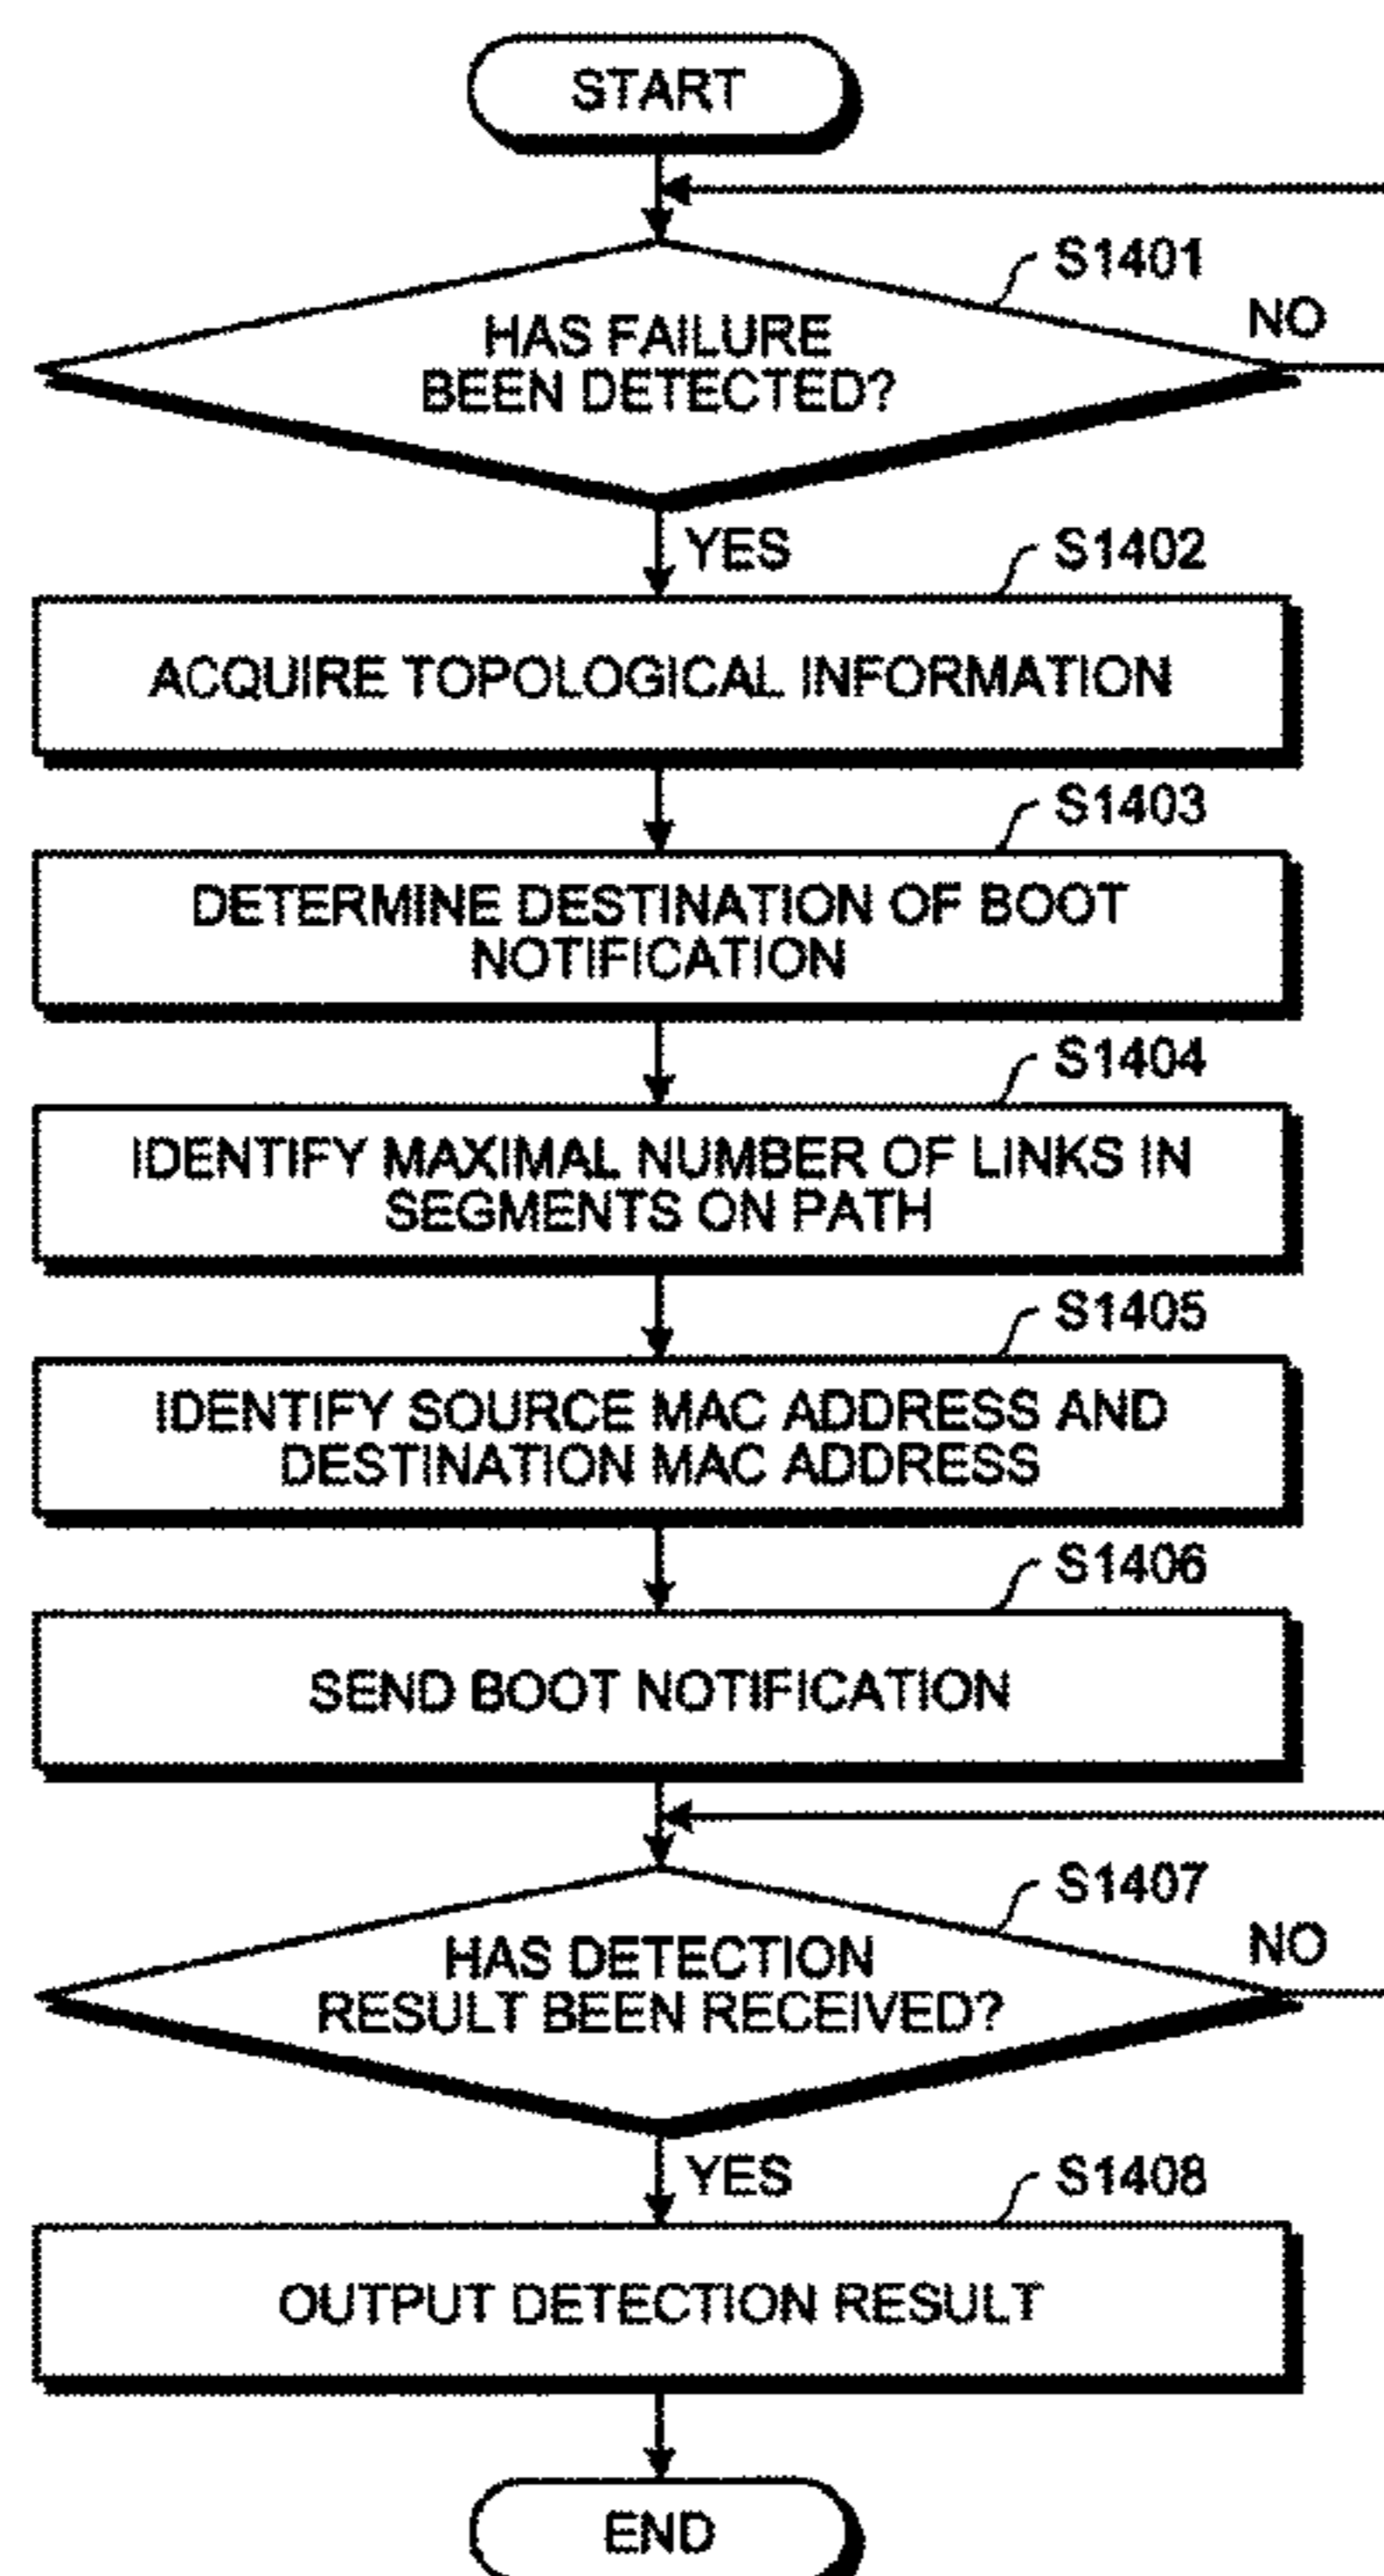 START
S1401
HAS FAILURE
BEEN DETECTED?
NO
YES
S1402
ACQUIRE TOPOLOGICAL INFORMATION
S1403
DETERMINE DESTINATION OF BOOT
NOTIFICATION
S1404
IDENTIFY MAXIMAL NUMBER OF LINKS IN
SEGMENTS ON PATH
S1405
IDENTIFY SOURCE MAC ADDRESS AND
DESTINATION MAC ADDRESS
S1406
SEND BOOT NOTIFICATION
S1407
HAS DETECTION
RESULT BEEN RECEIVED?
NO
YES
S1408
OUTPUT DETECTION RESULT
END